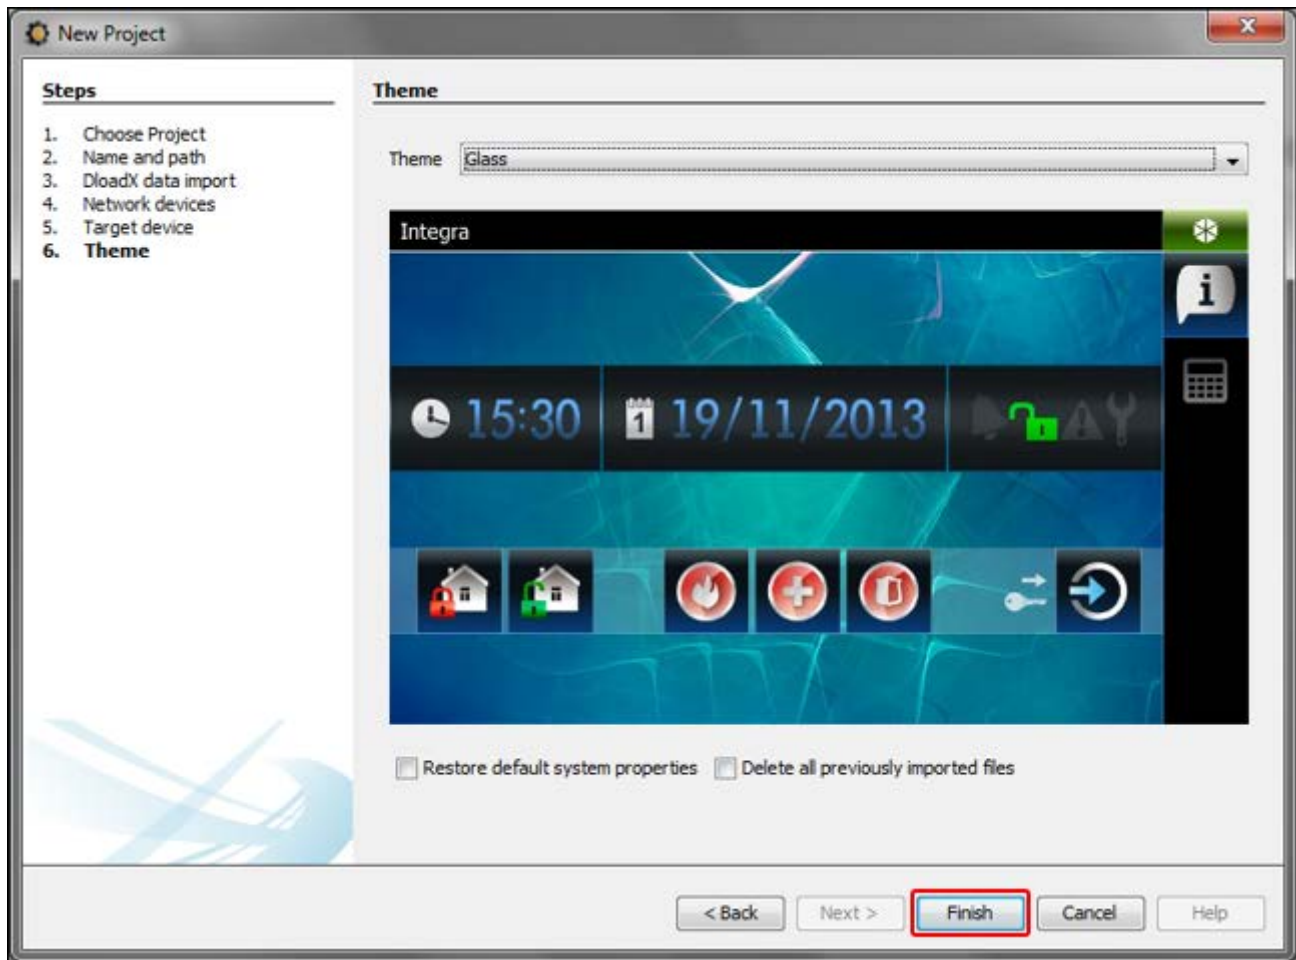 New Project
Steps
1. Choose Project
2. Name and path
3. DloadX data import
4. Network devices
5. Target device
6. Theme
Theme
Theme Glass
Integra
i
15:30 1 19/11/2013
Restore default system properties Delete all previously imported files
< Back Next > Finish Cancel Help